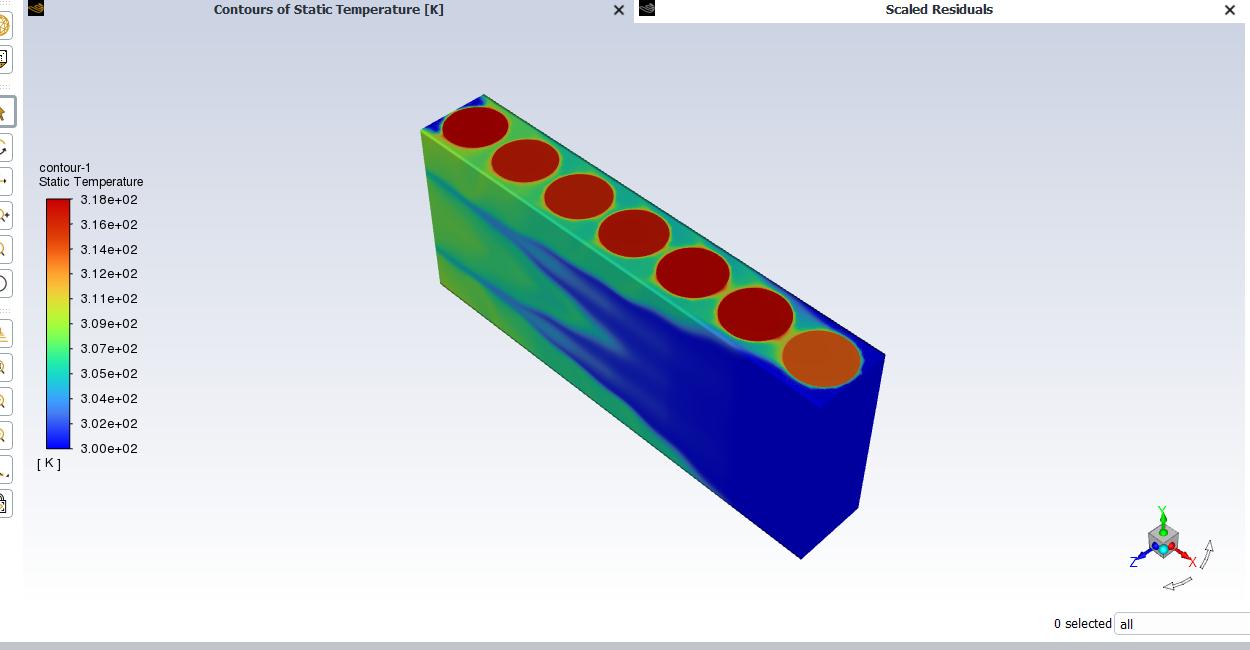 Contours of Static Temperature [K]
Scaled Residuals
contour-1
Static Temperature
3.18e+02
3.16e+02
3.14e+02
3.12e+02
3.11e+02
3.09e+02
3.07e+02
3.05e+02
3.04e+02
3.02e+02
3.00e+02
[ K ]
Y
Z
X
0 selected
all